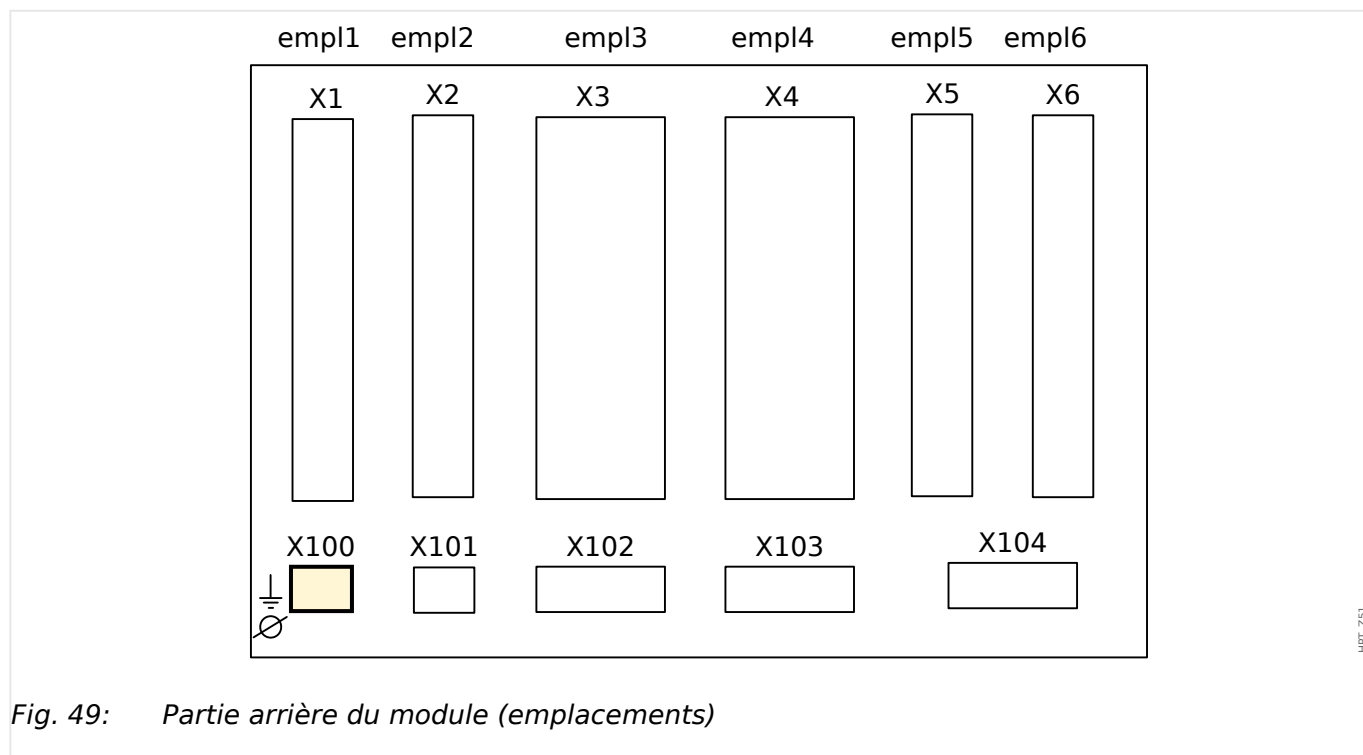 empl1 empl2 empl3 empl4 empl5 empl6
X1 X2 X3 X4 X5 X6
X100 X101 X102 X103 X104
Fig. 49: Partie arrière du module (emplacements)